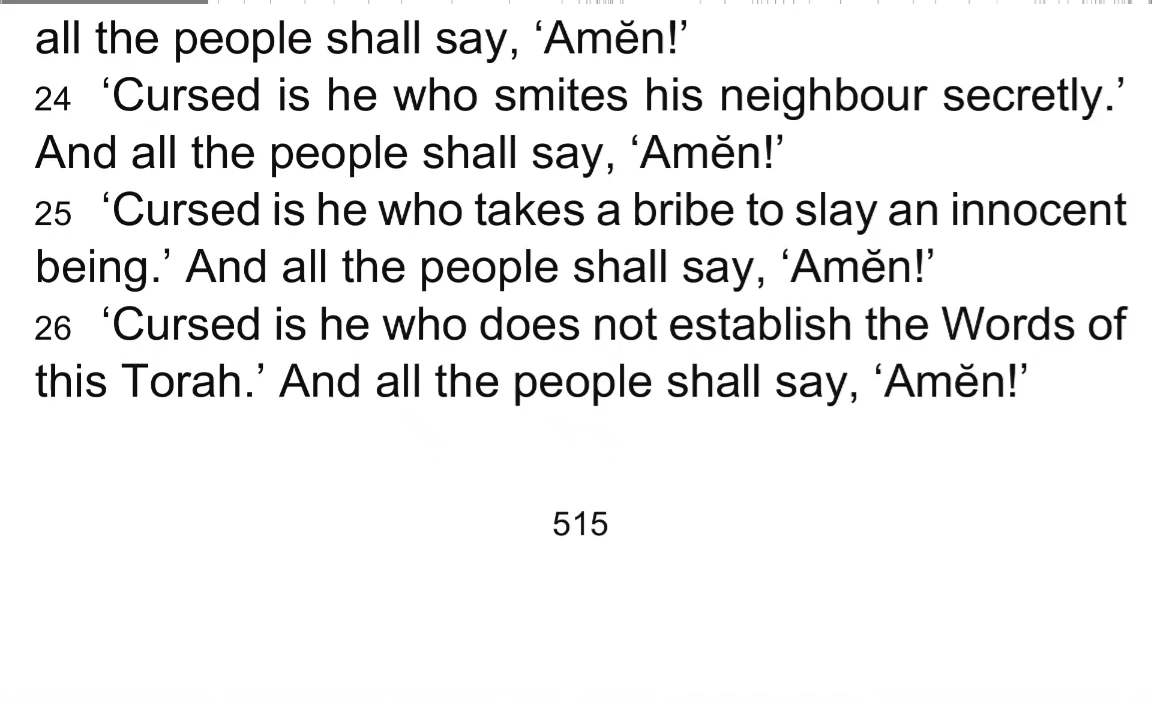 all the people shall say, ‘Amĕn!’
24 ‘Cursed is he who smites his neighbour secretly.’
And all the people shall say, ‘Amĕn!’
25 ‘Cursed is he who takes a bribe to slay an innocent
being.’ And all the people shall say, ‘Amĕn!’
26 ‘Cursed is he who does not establish the Words of
this Torah.’ And all the people shall say, ‘Amĕn!’
515